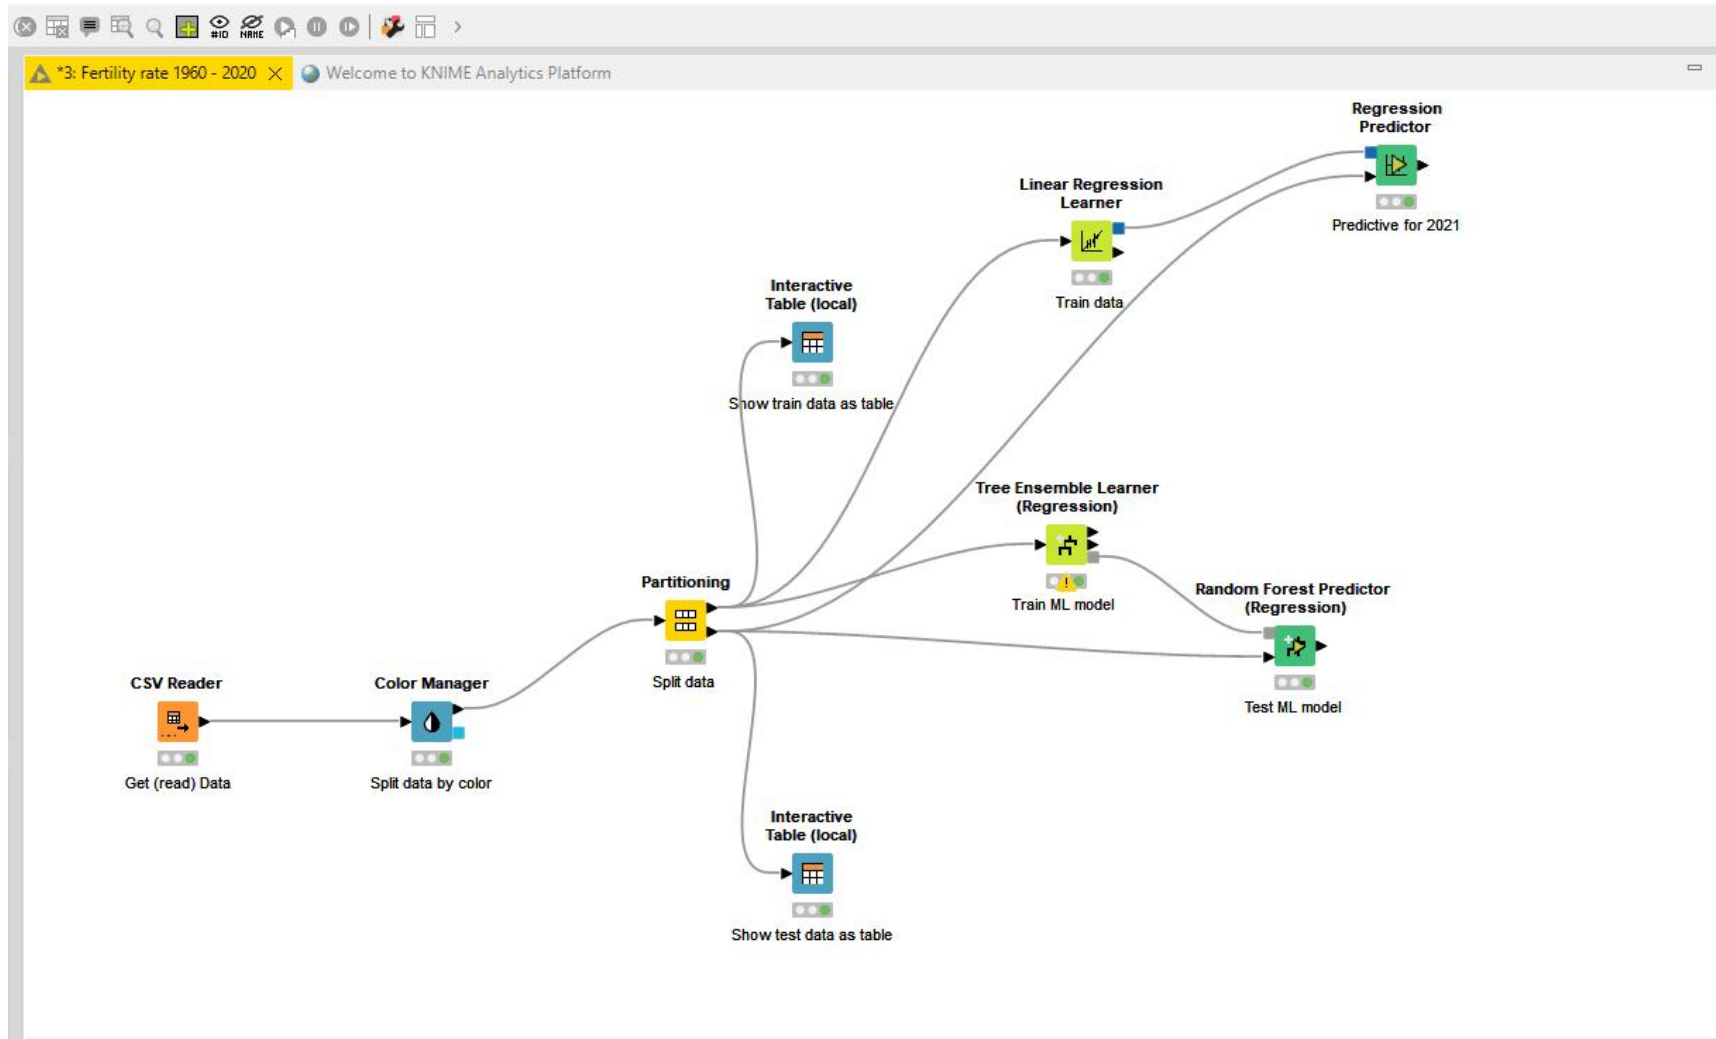 #ID
NAME
*3: Fertility rate 1960 - 2020
Welcome to KNIME Analytics Platform
Regression
Predictor
Predictive for 2021
Linear Regression
Learner
Train data
Interactive
Table (local)
Show train data as table
Tree Ensemble Learner
(Regression)
Train ML model
Partitioning
Split data
Random Forest Predictor
(Regression)
Test ML model
CSV Reader
Get (read) Data
Color Manager
Split data by color
Interactive
Table (local)
Show test data as table